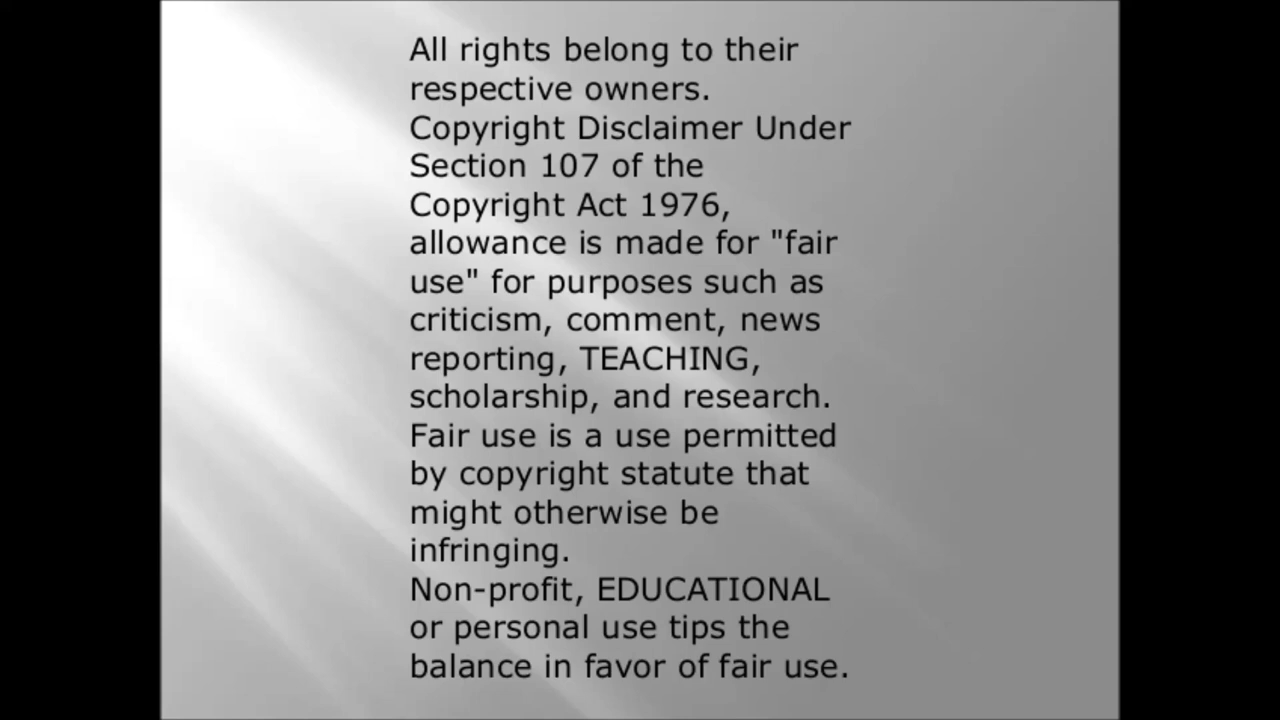 All rights belong to their
respective owners.
Copyright Disclaimer Under
Section 107 of the
Copyright Act 1976,
allowance is made for "fair
use" for purposes such as
criticism, comment, news
reporting, TEACHING,
scholarship, and research.
Fair use is a use permitted
by copyright statute that
might otherwise be
infringing.
Non-profit, EDUCATIONAL
or personal use tips the
balance in favor of fair use.